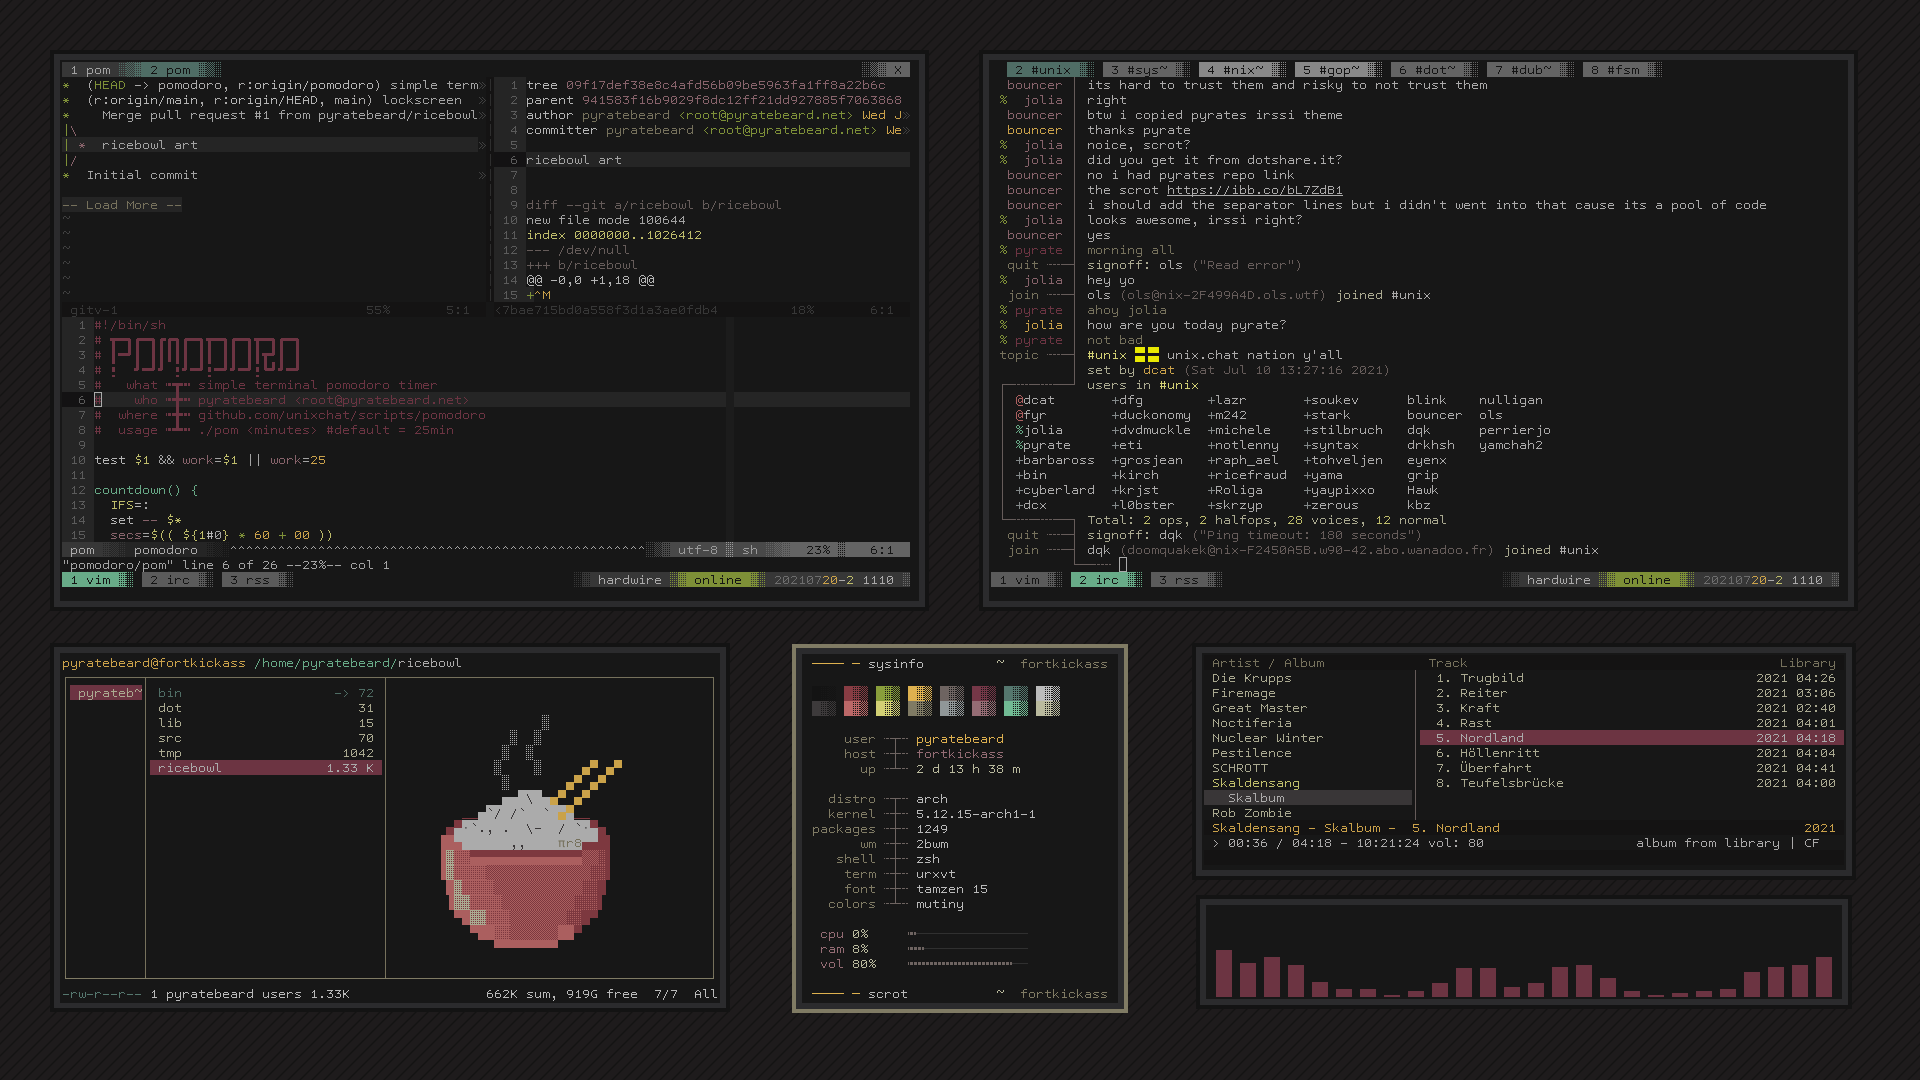 1 pom 2 pom X
* (HEAD -> pomodoro, r:origin/pomodoro) simple term»
* (r:origin/main, r:origin/HEAD, main) lockscreen »
* Merge pull request #1 from pyratebeard/ricebowl»
|\
| * ricebowl art »
|/
* Initial commit »
-- Load More --
~
~
~
~
~
~
gitv-1 55% 5:1
1 tree 09f17def38e8c4afd56b09be5963fa1ff8a22b6c
2 parent 941583f16b9029f8dc12ff21dd927885f7063868
3 author pyratebeard <root@pyratebeard.net> Wed J»
4 committer pyratebeard <root@pyratebeard.net> We»
5
6 ricebowl art
7
8
9 diff --git a/ricebowl b/ricebowl
10 new file mode 100644
11 index 0000000..1026412
12 --- /dev/null
13 +++ b/ricebowl
14 @@ -0,0 +1,18 @@
15 +^M
<7bae715bd0a558f3d1a3ae0fdb4 18% 6:1
1 #!/bin/sh
2 #
3 # POMODORO
4 #
5 # what simple terminal pomodoro timer
6 # who pyratebeard <root@pyratebeard.net>
7 # where github.com/unixchat/scripts/pomodoro
8 # usage ./pom <minutes> #default = 25min
9
10 test $1 && work=$1 || work=25
11
12 countdown() {
13 IFS=:
14 set -- $*
15 secs=$(( ${1#0} * 60 + 00 ))
pom pomodoro ^^^^^^^^^^^^^^^^^^^^^^^^^^^^^^^^^^^^^^^^^^^^^^^^^^^^ utf-8 sh 23% 6:1
"pomodoro/pom" line 6 of 26 --23%-- col 1
1 vim 2 irc 3 rss hardwire online 20210720-2 1110
2 #unix 3 #sys~ 4 #nix~ 5 #gop~ 6 #dot~ 7 #dub~ 8 #fsm
bouncer its hard to trust them and risky to not trust them
% jolia right
bouncer btw i copied pyrates irssi theme
bouncer thanks pyrate
% jolia noice, scrot?
% jolia did you get it from dotshare.it?
bouncer no i had pyrates repo link
bouncer the scrot https://ibb.co/bL7ZdB1
bouncer i should add the separator lines but i didn't went into that cause its a pool of code
% jolia looks awesome, irssi right?
bouncer yes
% pyrate morning all
quit signoff: ols ("Read error")
% jolia hey yo
join ols (ols@nix-2F499A4D.ols.wtf) joined #unix
% pyrate ahoy jolia
% jolia how are you today pyrate?
% pyrate not bad
topic #unix unix.chat nation y'all
set by dcat (Sat Jul 10 13:27:16 2021)
users in #unix
@dcat +dfg +lazr +soukev blink nulligan
@fyr +duckonomy +m242 +stark bouncer ols
%jolia +dvdmuckle +michele +stilbruch dqk perrierjo
%pyrate +eti +notlenny +syntax drkhsh yamchah2
+barbaross +grosjean +raph_ael +tohveljen eyenx
+bin +kirch +ricefraud +yama grip
+cyberlard +krjst +Roliga +yaypixxo Hawk
+dcx +l0bster +skrzyp +zerous kbz
Total: 2 ops, 2 halfops, 28 voices, 12 normal
quit signoff: dqk ("Ping timeout: 180 seconds")
join dqk (doomquakek@nix-F2450A5B.w90-42.abo.wanadoo.fr) joined #unix
1 vim 2 irc 3 rss hardwire online 20210720-2 1110
pyratebeard@fortkickass /home/pyratebeard/ricebowl
pyrateb~ bin -> 72
dot 31
lib 15
src 70
tmp 1042
ricebowl 1.33 K
πr8
-rw-r--r-- 1 pyratebeard users 1.33K 662K sum, 919G free 7/7 All
──── ─ sysinfo ~ fortkickass
user pyratebeard
host fortkickass
up 2 d 13 h 38 m
distro arch
kernel 5.12.15-arch1-1
packages 1249
wm 2bwm
shell zsh
term urxvt
font tamzen 15
colors mutiny
cpu 0%
ram 8%
vol 80%
──── ─ scrot ~ fortkickass
Artist / Album Track Library
Die Krupps 1. Trugbild 2021 04:26
Firemage 2. Reiter 2021 03:06
Great Master 3. Kraft 2021 02:40
Noctiferia 4. Rast 2021 04:01
Nuclear Winter 5. Nordland 2021 04:18
Pestilence 6. Höllenritt 2021 04:04
SCHROTT 7. Überfahrt 2021 04:41
Skaldensang 8. Teufelsbrücke 2021 04:00
Skalbum
Rob Zombie
Skaldensang - Skalbum - 5. Nordland 2021
> 00:36 / 04:18 - 10:21:24 vol: 80 album from library | CF